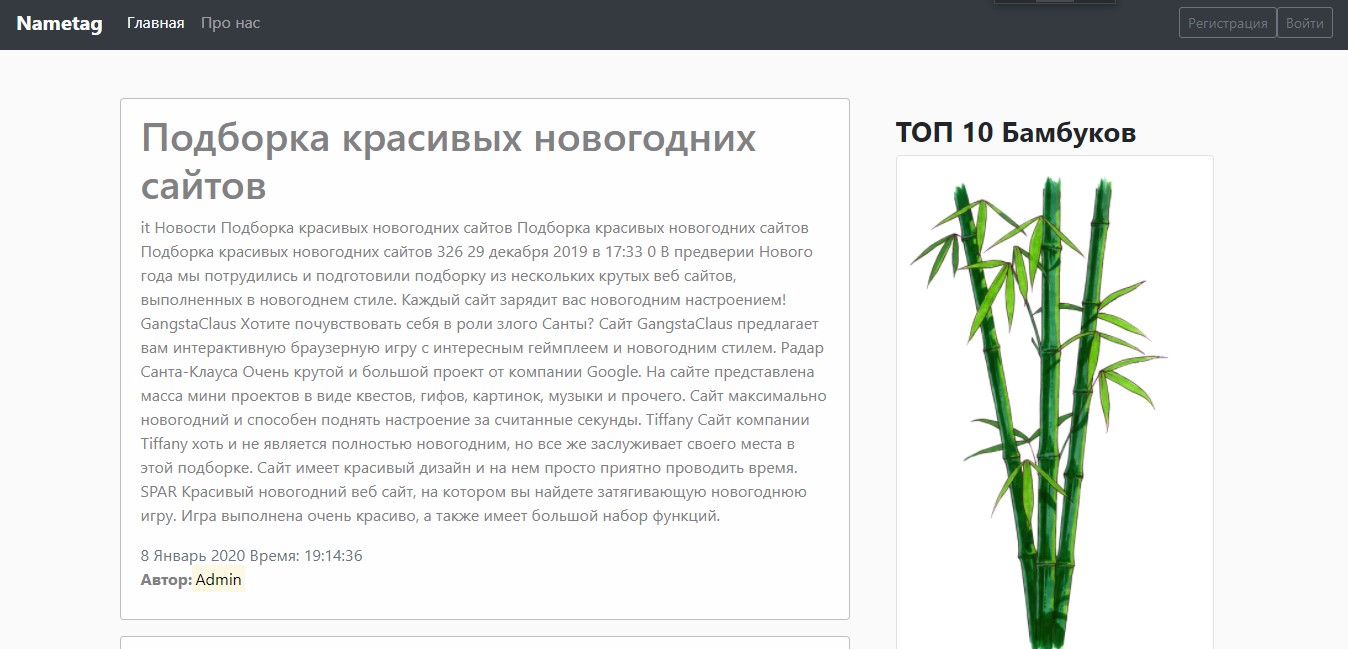 Nametag Главная Про нас Регистрация Войти
Подборка красивых новогодних
сайтов
it Новости Подборка красивых новогодних сайтов Подборка красивых новогодних сайтов
Подборка красивых новогодних сайтов 326 29 декабря 2019 в 17:33 0 В предверии Нового
года мы потрудились и подготовили подборку из нескольких крутых веб сайтов,
выполненных в новогоднем стиле. Каждый сайт зарядит вас новогодним настроением!
GangstaClaus Хотите почувствовать себя в роли злого Санты? Сайт GangstaClaus предлагает
вам интерактивную браузерную игру с интересным геймплеем и новогодним стилем. Радар
Санта-Клауса Очень крутой и большой проект от компании Google. На сайте представлена
масса мини проектов в виде квестов, гифов, картинок, музыки и прочего. Сайт максимально
новогодний и способен поднять настроение за считанные секунды. Tiffany Сайт компании
Tiffany хоть и не является полностью новогодним, но все же заслуживает своего места в
этой подборке. Сайт имеет красивый дизайн и на нем просто приятно проводить время.
SPAR Красивый новогодний веб сайт, на котором вы найдете затягивающую новогоднюю
игру. Игра выполнена очень красиво, а также имеет большой набор функций.
8 Январь 2020 Время: 19:14:36
Автор: Admin
ТОП 10 Бамбуков